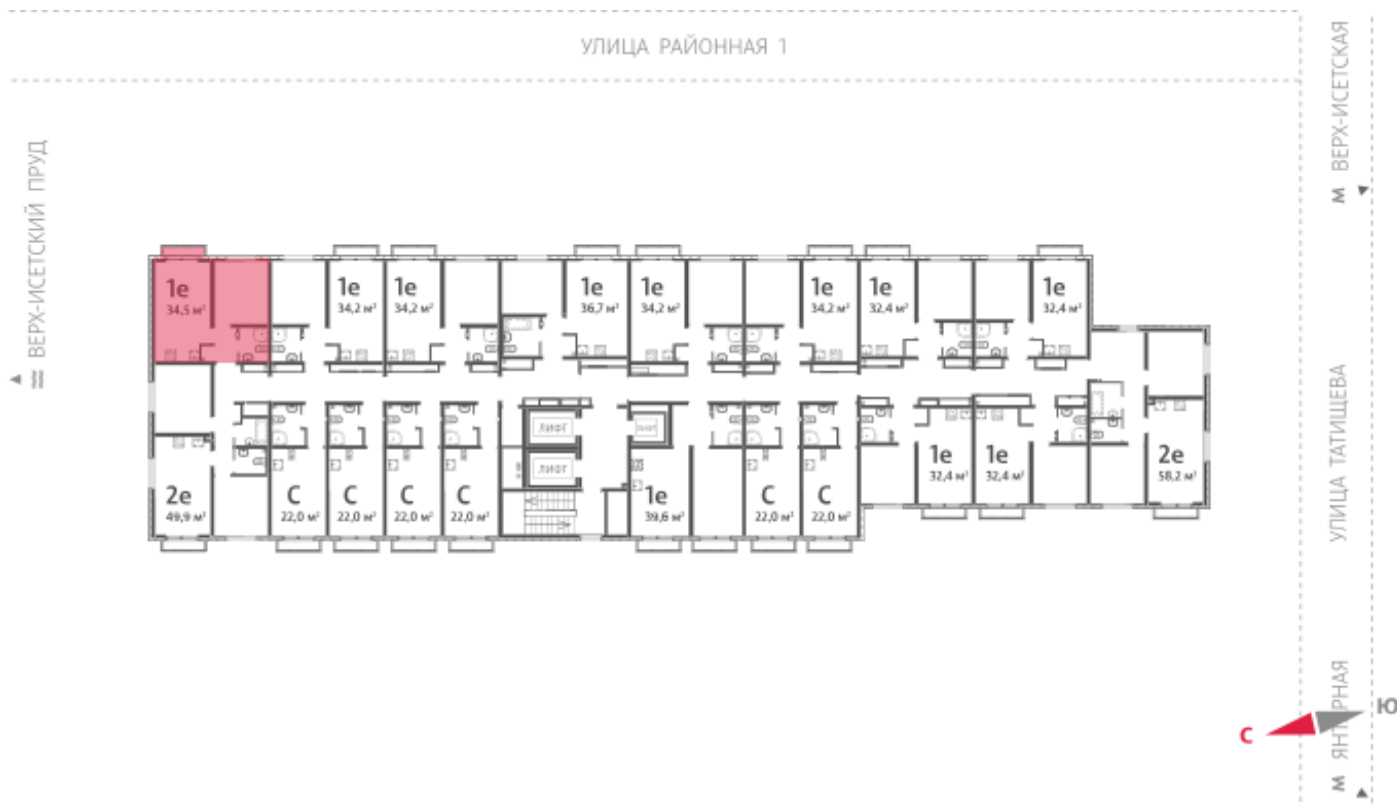 УЛИЦА РАЙОННАЯ 1
М ВЕРХ-ИСЕТСКАЯ
ВЕРХ-ИСЕТСКИЙ ПРУД
1е
34,5 м²
1е
34,2 м²
1е
34,2 м²
1е
36,7 м²
1е
34,2 м²
1е
34,2 м²
1е
32,4 м²
1е
32,4 м²
УЛИЦА ТАТИЩЕВА
ЛИФТ
ЛИФТ
ЛИФТ
2е
49,9 м²
С
22,0 м²
С
22,0 м²
С
22,0 м²
С
22,0 м²
1е
39,6 м²
С
22,0 м²
С
22,0 м²
1е
32,4 м²
1е
32,4 м²
2е
58,2 м²
М ЯНТАРНАЯ
С
Ю